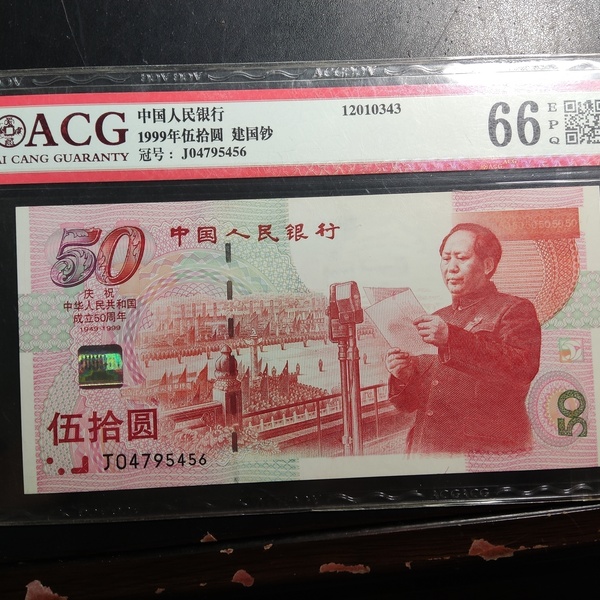 ACG
AI CANG GUARANTY
中国人民银行
1999年伍拾圆 建国钞
冠号： J04795456
12010343
66
E
P
Q
50
中国人民银行
庆祝
中华人民共和国
成立50周年
1949-1999
伍拾圆
J04795456
50